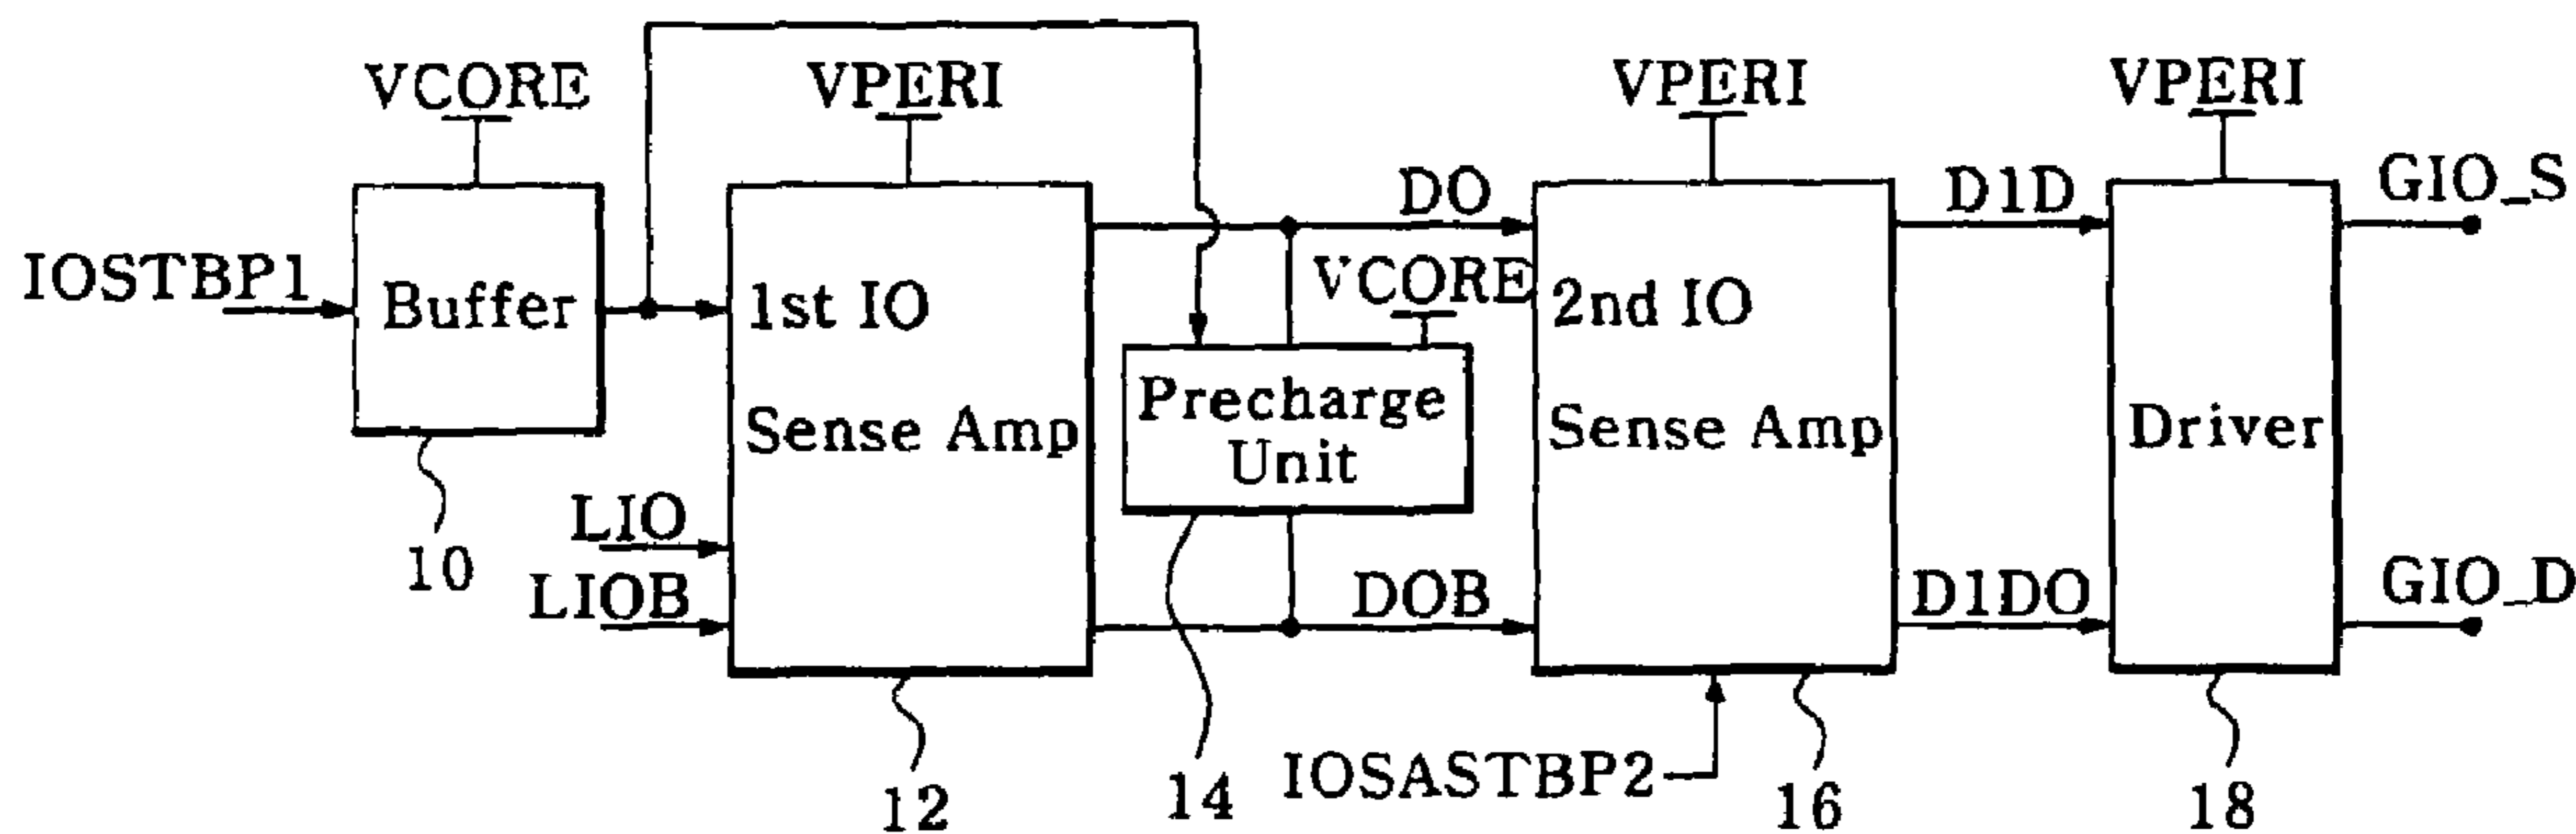 VCORE
VPERI
VPERI
VPERI
IOSTBP1
Buffer
1st IO
Sense Amp
LIO
LIOB
DO
VCORE
Precharge
Unit
DOB
2nd IO
Sense Amp
D1D
D1DO
Driver
GIO_S
GIO_D
IOSASTBP2
10
12
14
16
18